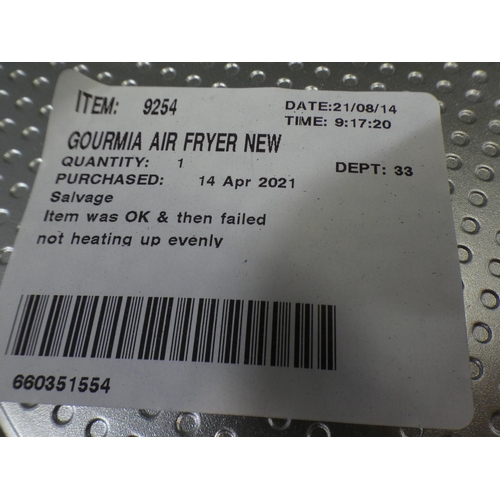 ITEM: 9254 DATE:21/08/14
TIME: 9:17:20
GOURMIA AIR FRYER NEW
QUANTITY: 1 DEPT: 33
PURCHASED: 14 Apr 2021
Salvage
Item was OK & then failed
not heating up evenly
660351554